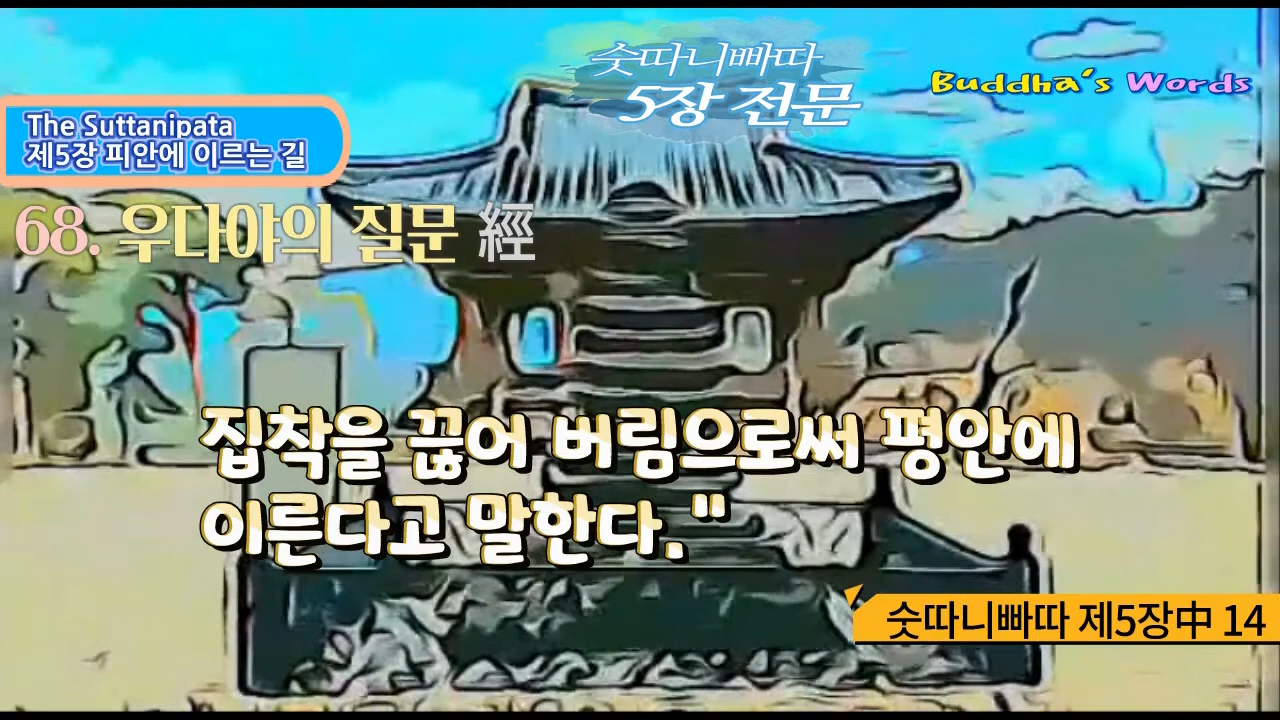 숫따니빠따
5장 전문
Buddha's Words
The Suttanipata
제5장 피안에 이르는 길
68. 우다야의 질문 經
집착을 끊어 버림으로써 평안에
이른다고 말한다."
숫따니빠따 제5장中 14